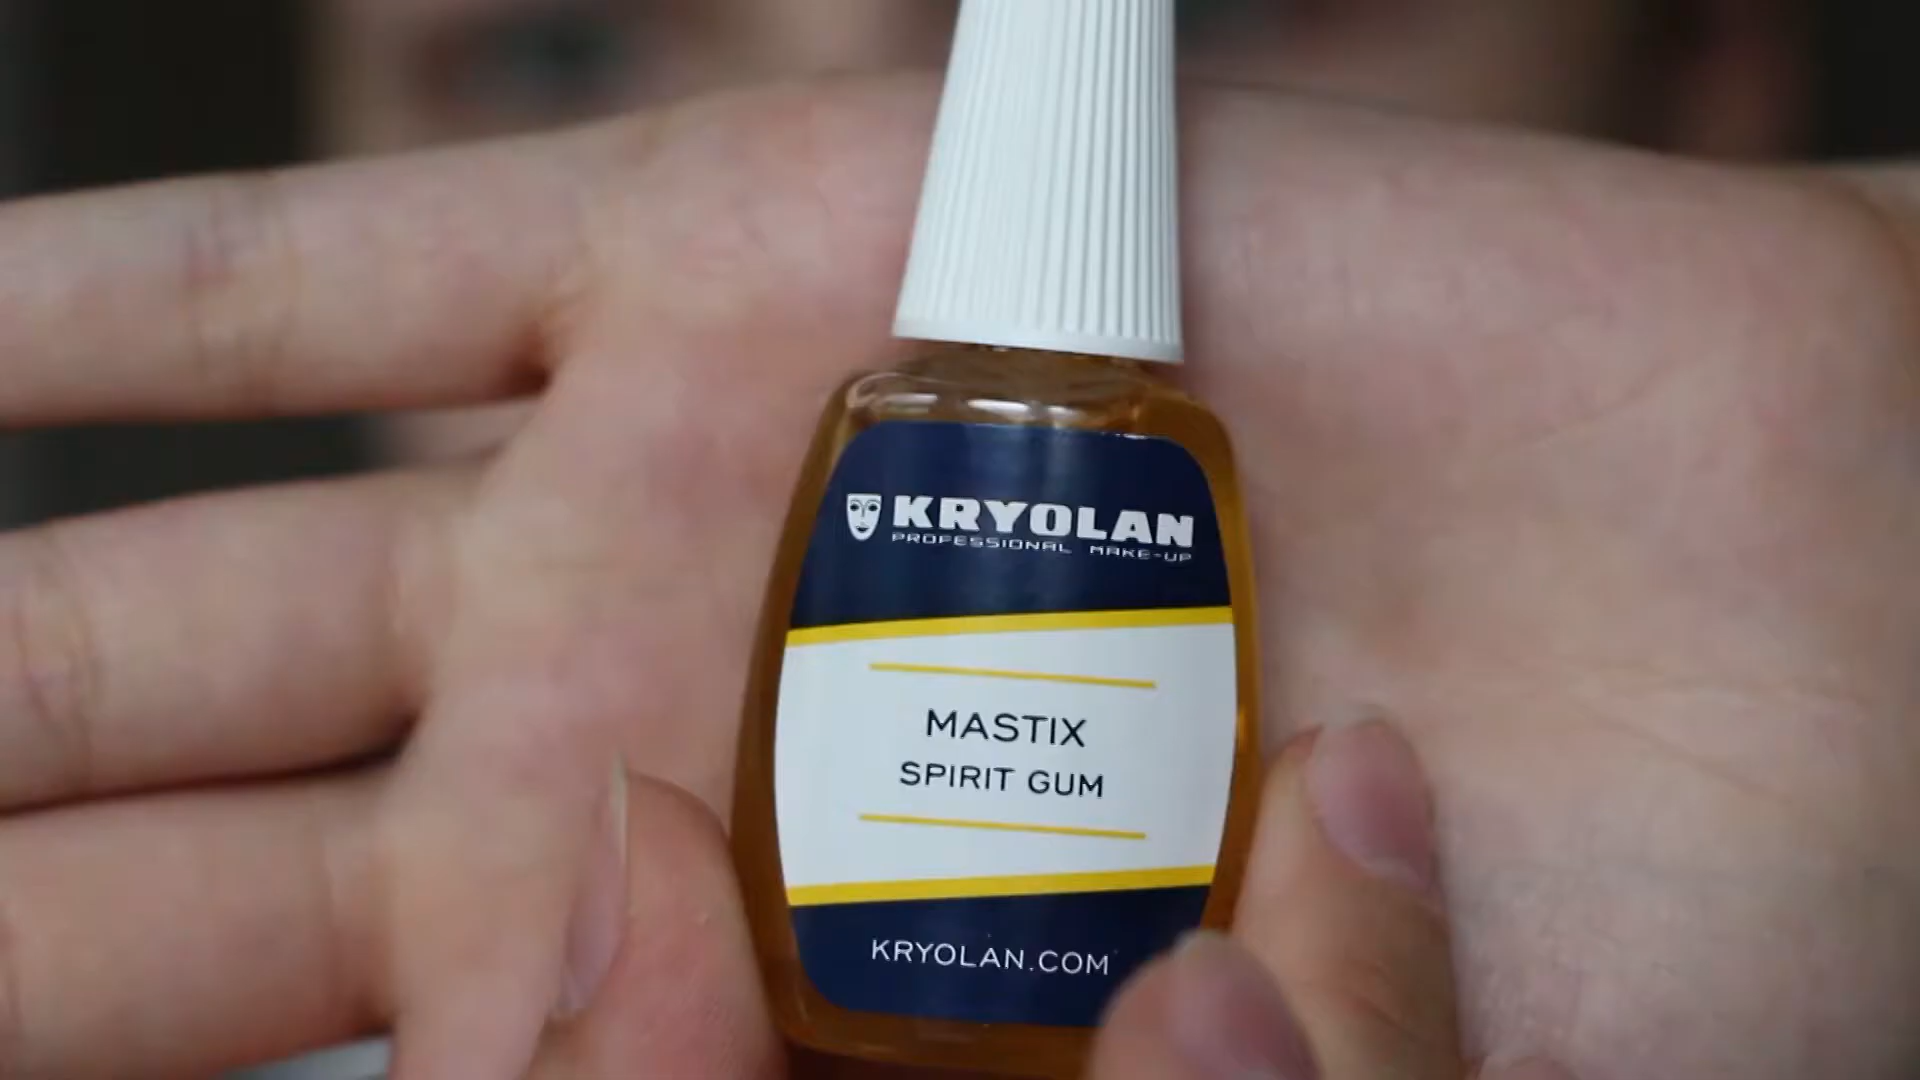 KRYOLAN
PROFESSIONAL MAKE-UP
MASTIX
SPIRIT GUM
KRYOLAN.COM